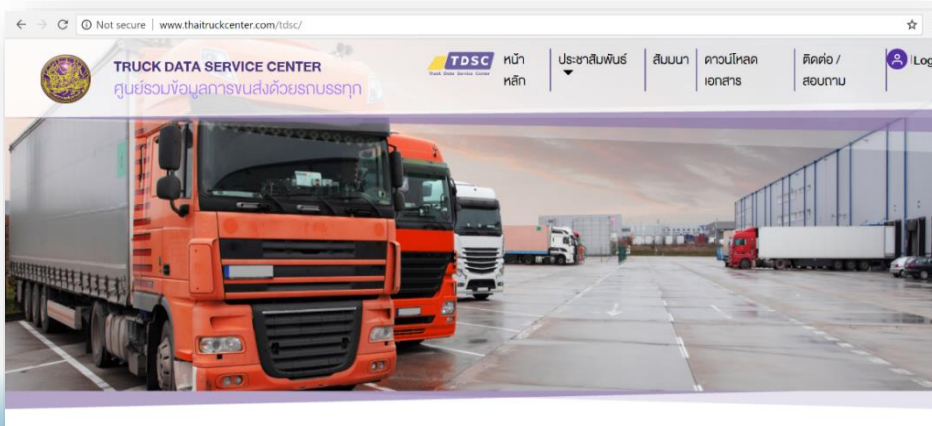 Not secure | www.thaitruckcenter.com/tdsc/
TRUCK DATA SERVICE CENTER
ศูนย์รวมข้อมูลการขนส่งด้วยรถบรรทุก
TDSC
Truck Data Service Center
หน้า
หลัก
ประชาสัมพันธ์
สัมมนา
ดาวน์โหลด
เอกสาร
ติดต่อ /
สอบถาม
Log